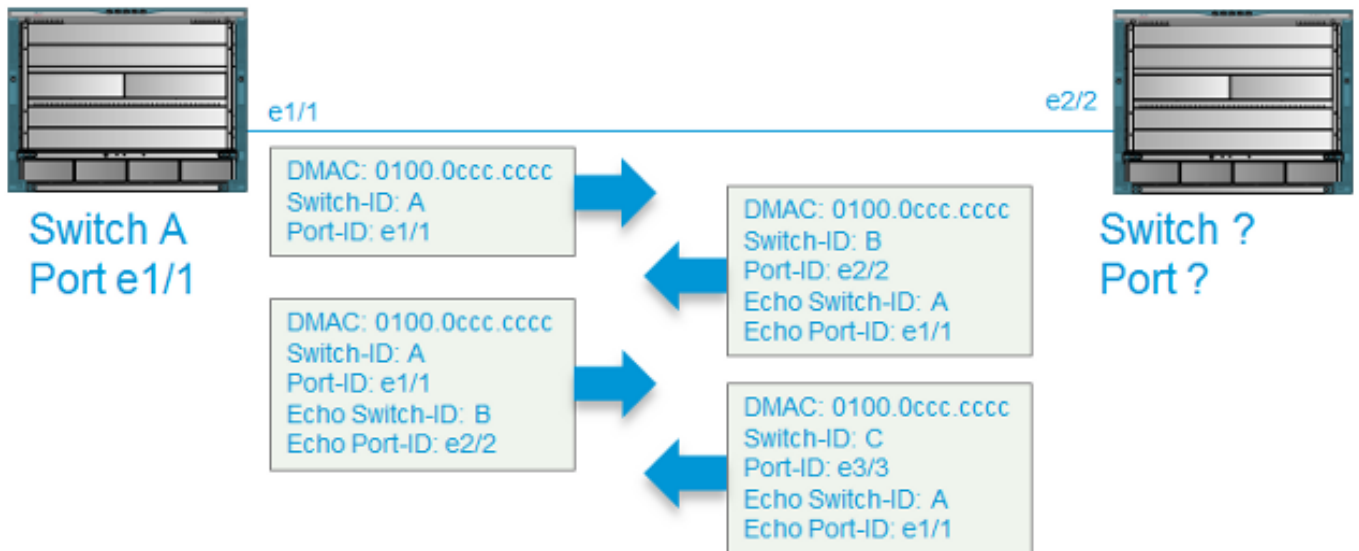 e1/1
e2/2
Switch A
Port e1/1
DMAC: 0100.0ccc.cccc
Switch-ID: A
Port-ID: e1/1
DMAC: 0100.0ccc.cccc
Switch-ID: B
Port-ID: e2/2
Echo Switch-ID: A
Echo Port-ID: e1/1
Switch ?
Port ?
DMAC: 0100.0ccc.cccc
Switch-ID: A
Port-ID: e1/1
Echo Switch-ID: B
Echo Port-ID: e2/2
DMAC: 0100.0ccc.cccc
Switch-ID: C
Port-ID: e3/3
Echo Switch-ID: A
Echo Port-ID: e1/1